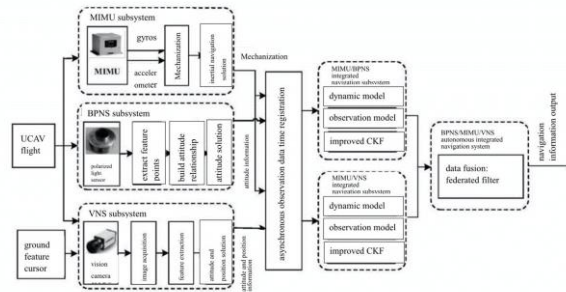 MIMU subsystem
gyros
MIMU
acceler
ometer
Mechanization
inertial navigation
solution
Mechanization
BPNS subsystem
polarized
light
sensor
extract feature
points
build attitude
relationship
attitude solution
attitude information
UCAV
flight
VNS subsystem
vision
camera
image acquisition
feature extraction
attitude and
position solution
attitude and position
information
ground
feature
cursor
asynchronous observation data time registration
MIMU/BPNS
integrated
navigation subsystem
dynamic model
observation model
improved CKF
MIMU/VNS
integrated
navigation subsystem
dynamic model
observation model
improved CKF
BPNS/MIMU/VNS
autonomous integrated
navigation system
data fusion:
federated filter
navigation
information output